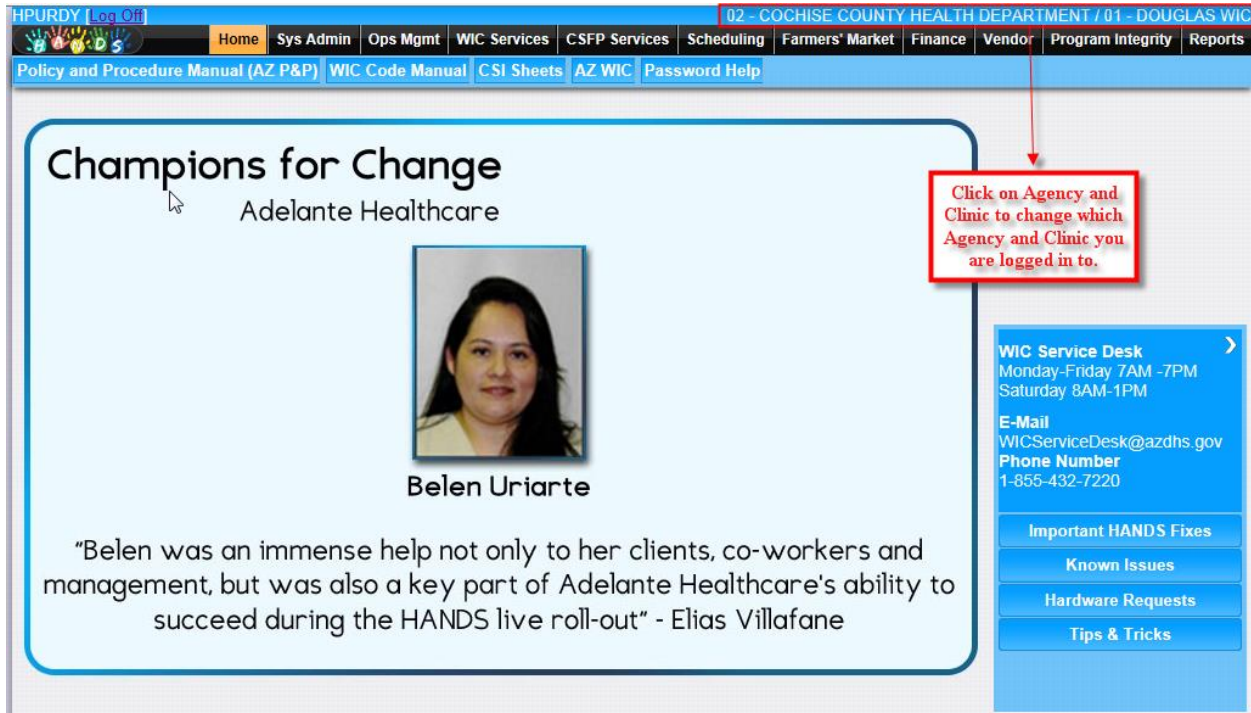 HPURDY [Log Off]
02 - COCHISE COUNTY HEALTH DEPARTMENT / 01 - DOUGLAS WIC
HANDS
Home Sys Admin Ops Mgmt WIC Services CSFP Services Scheduling Farmers' Market Finance Vendor Program Integrity Reports
Policy and Procedure Manual (AZ P&P) WIC Code Manual CSI Sheets AZ WIC Password Help
Champions for Change
Adelante Healthcare
Belen Uriarte
"Belen was an immense help not only to her clients, co-workers and
management, but was also a key part of Adelante Healthcare's ability to
succeed during the HANDS live roll-out" - Elias Villafane
Click on Agency and
Clinic to change which
Agency and Clinic you
are logged in to.
WIC Service Desk
Monday-Friday 7AM -7PM
Saturday 8AM-1PM
E-Mail
WICServiceDesk@azdhs.gov
Phone Number
1-855-432-7220
Important HANDS Fixes
Known Issues
Hardware Requests
Tips & Tricks